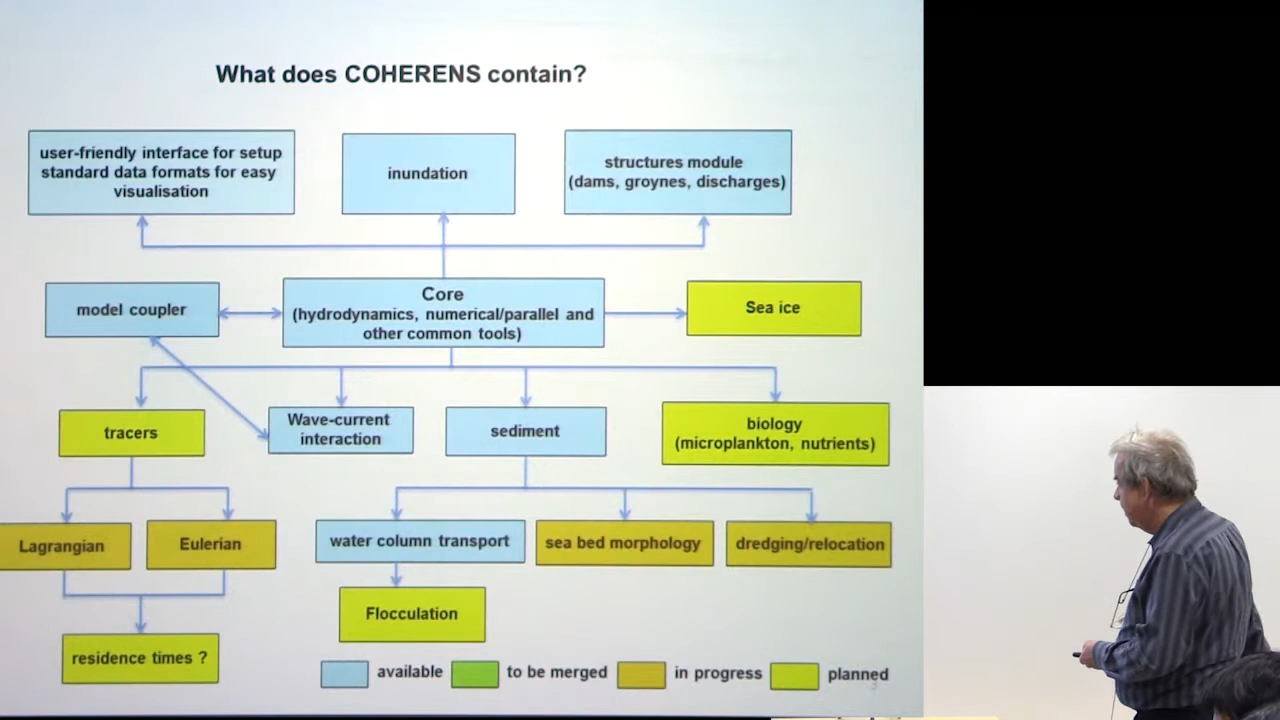 What does COHERENS contain?
user-friendly interface for setup
standard data formats for easy
visualisation
inundation
structures module
(dams, groynes, discharges)
model coupler
Core
(hydrodynamics, numerical/parallel and
other common tools)
Sea ice
tracers
Wave-current
interaction
sediment
biology
(microplankton, nutrients)
Lagrangian
Eulerian
water column transport
sea bed morphology
dredging/relocation
Flocculation
residence times ?
available
to be merged
in progress
planned
3